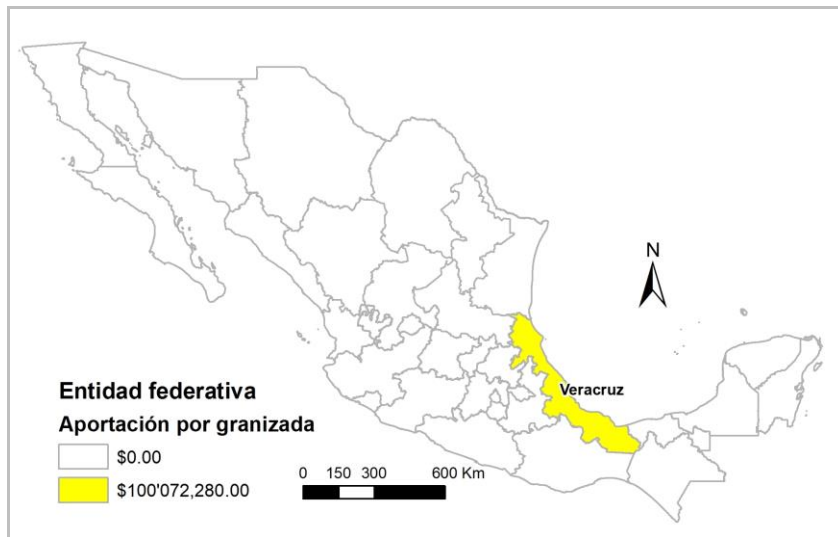 N
Veracruz
Entidad federativa
Aportación por granizada
$0.00
$100'072,280.00
0 150 300 600 Km